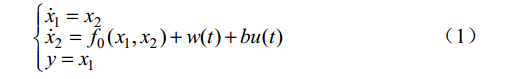 ẋ₁ = x₂
ẋ₂ = f₀(x₁, x₂) + w(t) + bu(t) （1）
y = x₁